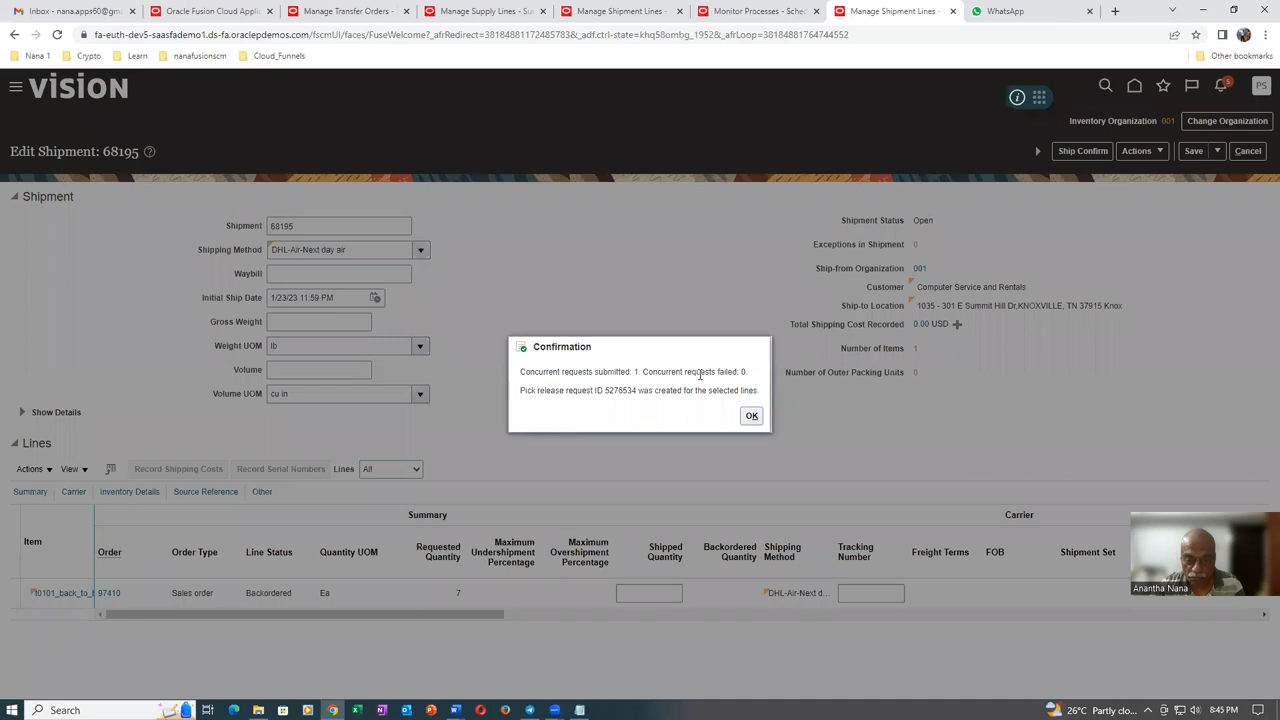 Inbox - nana.apps60@gm
Oracle Fusion Cloud Applic
Manage Transfer Orders -
Manage Supply Lines - Su
Manage Shipment Lines -
Monitor Processes - Sche
Manage Shipment Lines -
WhatsApp
fa-euth-dev5-saasfademo1.ds-fa.oraclepdemos.com/fscmUI/faces/FuseWelcome?_afrRedirect=38184881172485783&_adf.ctrl-state=khq58ombg_1952&_afrLoop=38184881764744552
Nana 1 Crypto Learn nanafusionscm Cloud_Funnels Other bookmarks
VISION
5 PS
Inventory Organization 001 Change Organization
Edit Shipment: 68195 Ship Confirm Actions Save Cancel
Shipment
Shipment 68195
Shipping Method DHL-Air-Next day air
Waybill
Initial Ship Date 1/23/23 11:59 PM
Gross Weight
Weight UOM lb
Volume
Volume UOM cu in
Shipment Status Open
Exceptions in Shipment 0
Ship-from Organization 001
Customer Computer Service and Rentals
Ship-to Location 1035 - 301 E Summit Hill Dr,KNOXVILLE, TN 37915 Knox
Total Shipping Cost Recorded 0.00 USD
Number of Items 1
Number of Outer Packing Units 0
Confirmation
Concurrent requests submitted: 1. Concurrent requests failed: 0.
Pick release request ID 5276534 was created for the selected lines.
OK
Show Details
Lines
Actions View Record Shipping Costs Record Serial Numbers Lines All
Summary Carrier Inventory Details Source Reference Other
Summary Carrier
Item Order Order Type Line Status Quantity UOM Requested Quantity Maximum Undershipment Percentage Maximum Overshipment Percentage Shipped Quantity Backordered Quantity Shipping Method Tracking Number Freight Terms FOB Shipment Set
t0101_back_to_l 97410 Sales order Backordered Ea 7 DHL-Air-Next d...
Anantha Nana
Search 26°C Partly clo... 8:45 PM